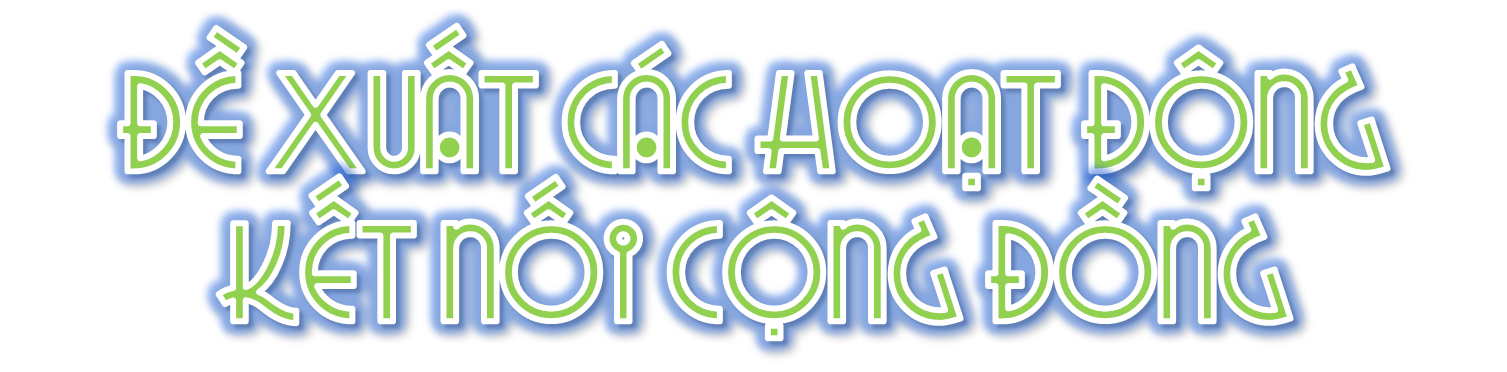 ĐỀ XUẤT CÁC HOẠT ĐỘNG
KẾT NỐI CỘNG ĐỒNG